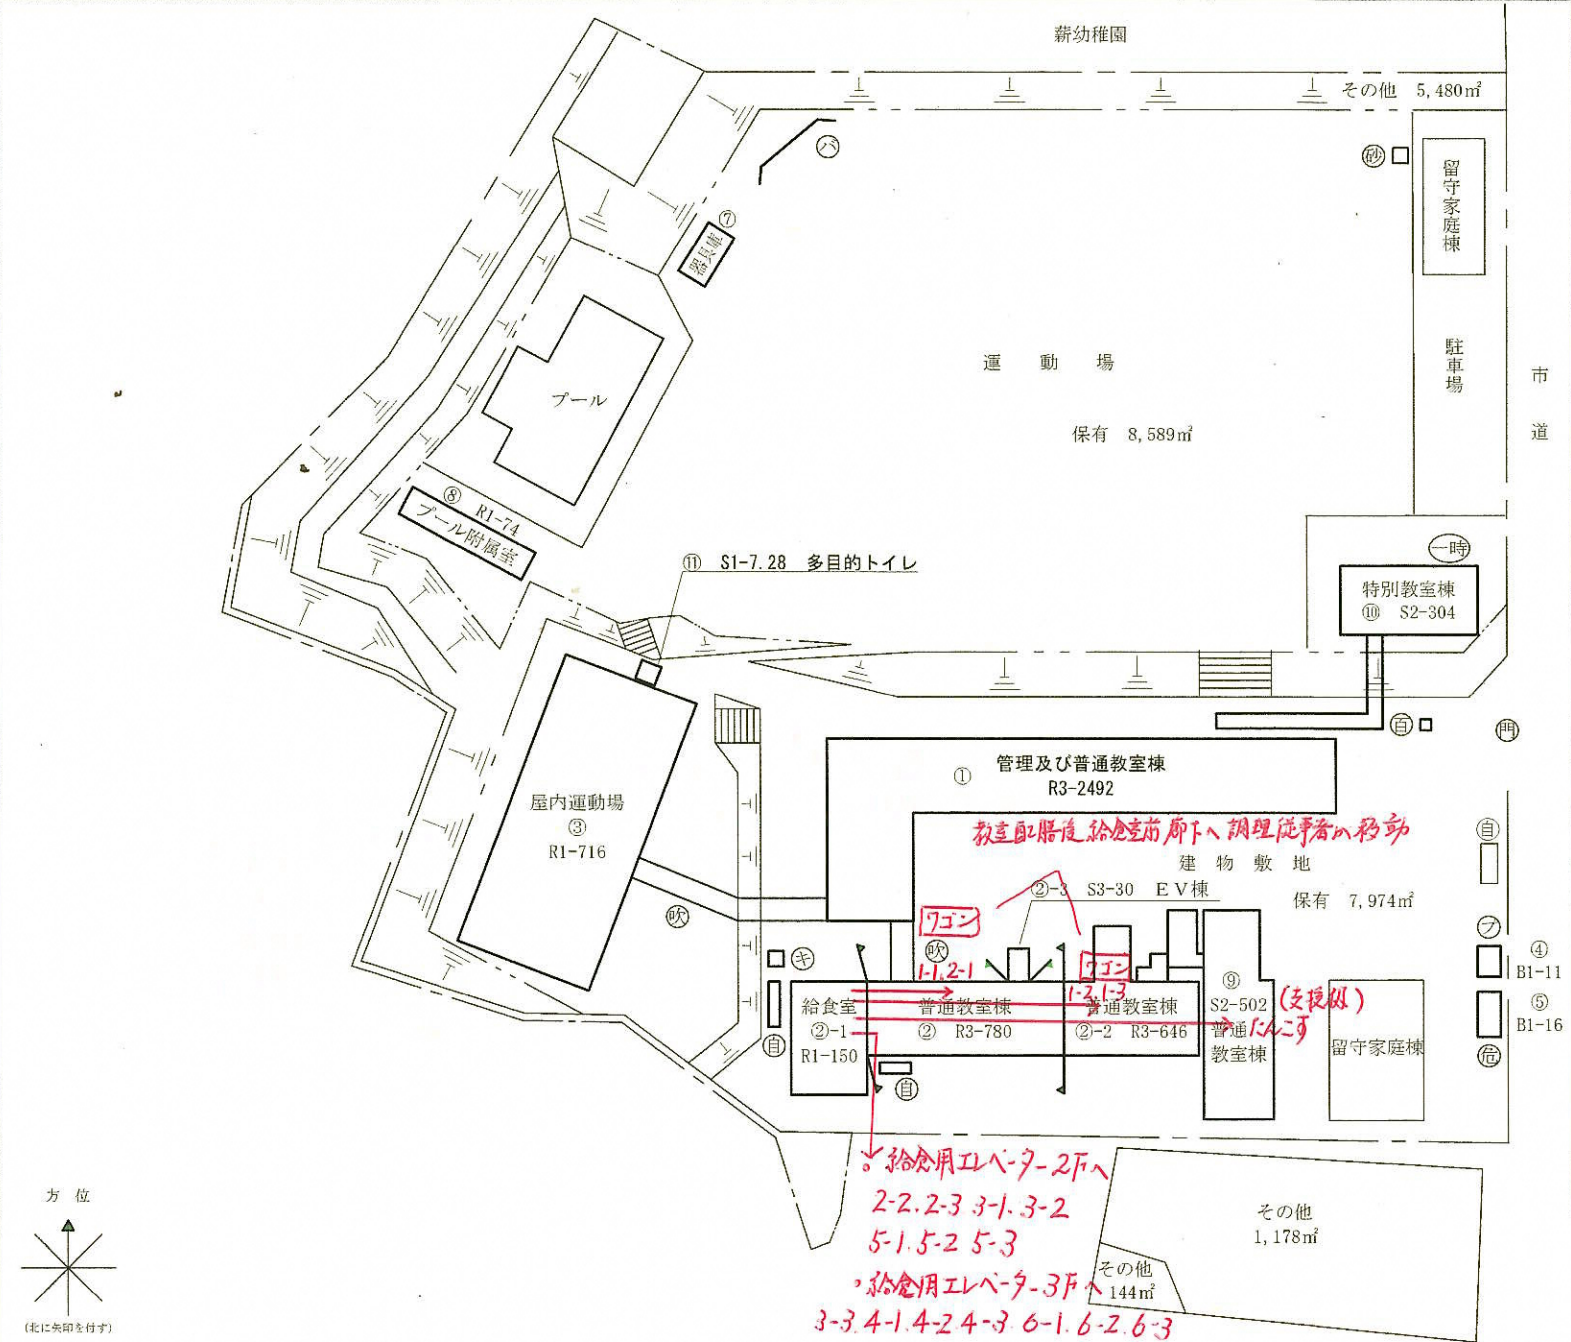 薪幼稚園
その他 5,480㎡
バ
砂
留守家庭棟
⑦
器具庫
駐車場
市道
運動場
保有 8,589㎡
プール
⑧ R1-74
プール附属室
⑪ S1-7.28 多目的トイレ
一時
特別教室棟
⑩ S2-304
百
門
① 管理及び普通教室棟
R3-2492
屋内運動場
③
R1-716
教室配膳後 給食室前廊下へ 調理従事者が移動
建物敷地
保有 7,974㎡
自
②-3 S3-30 EV棟
ワゴン
吹
吹
フ
④
B1-11
キ
1-1. 2-1
ワゴン
1-2. 1-3
⑨
S2-502
普通
教室棟
(支援級)
たんこす
⑤
B1-16
給食室
②-1
R1-150
普通教室棟
② R3-780
普通教室棟
②-2 R3-646
自
自
留守家庭棟
危
。給食用エレベーター2Fへ
2-2. 2-3 3-1. 3-2
5-1. 5-2 5-3
。給食用エレベーター3Fへ
3-3. 4-1. 4-2 4-3. 6-1. 6-2. 6-3
その他
1,178㎡
その他
144㎡
方位
(北に矢印を付す)